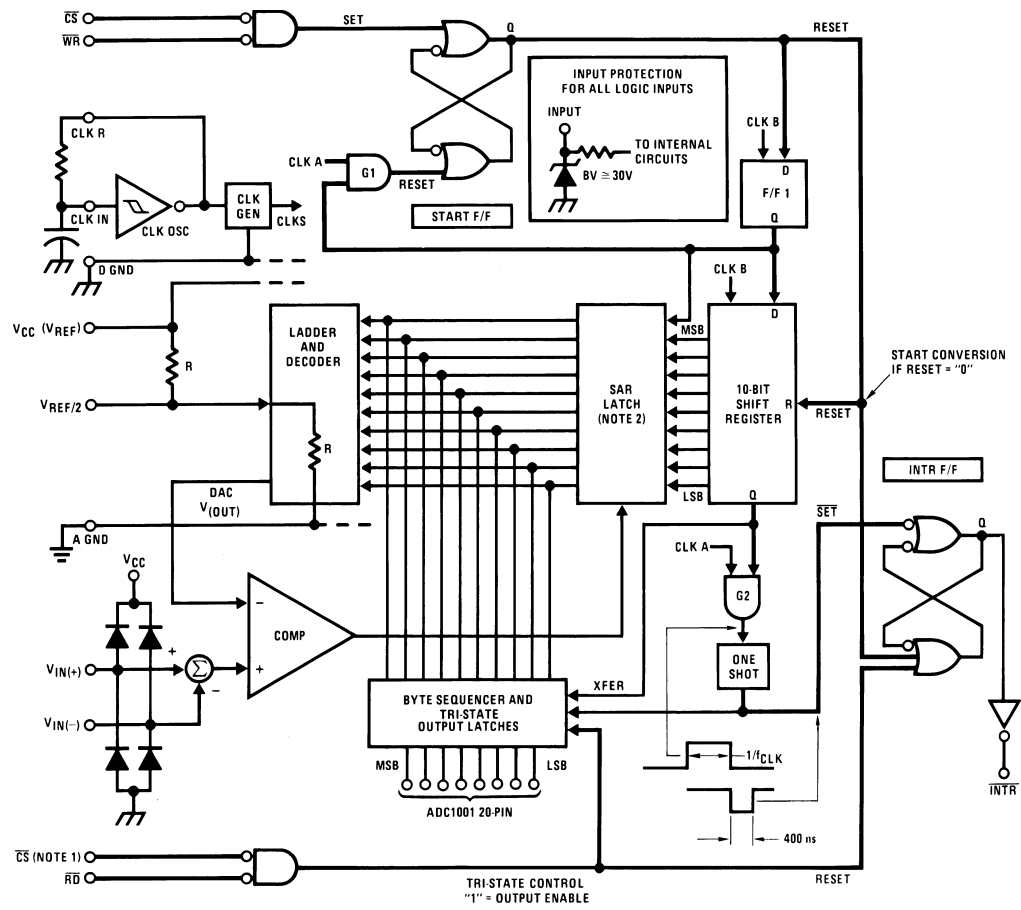 CS
WR
SET
Q
RESET
INPUT PROTECTION
FOR ALL LOGIC INPUTS
INPUT
TO INTERNAL
CIRCUITS
BV ≅ 30V
CLK B
D
F/F 1
Q
CLK R
CLK IN
CLK OSC
CLK
GEN
CLKS
D GND
CLK A
G1
RESET
START F/F
CLK B
D
VCC (VREF)
R
VREF/2
LADDER
AND
DECODER
R
MSB
SAR
LATCH
(NOTE 2)
10-BIT
SHIFT
REGISTER
R
RESET
LSB
Q
START CONVERSION
IF RESET = "0"
INTR F/F
DAC
V(OUT)
A GND
SET
Q
CLK A
G2
VCC
COMP
−
+
VIN(+)
+
Σ
−
VIN(−)
ONE
SHOT
XFER
BYTE SEQUENCER AND
TRI-STATE
OUTPUT LATCHES
MSB
LSB
ADC1001 20-PIN
1/fCLK
400 ns
INTR
CS (NOTE 1)
RD
TRI-STATE CONTROL
"1" = OUTPUT ENABLE
RESET